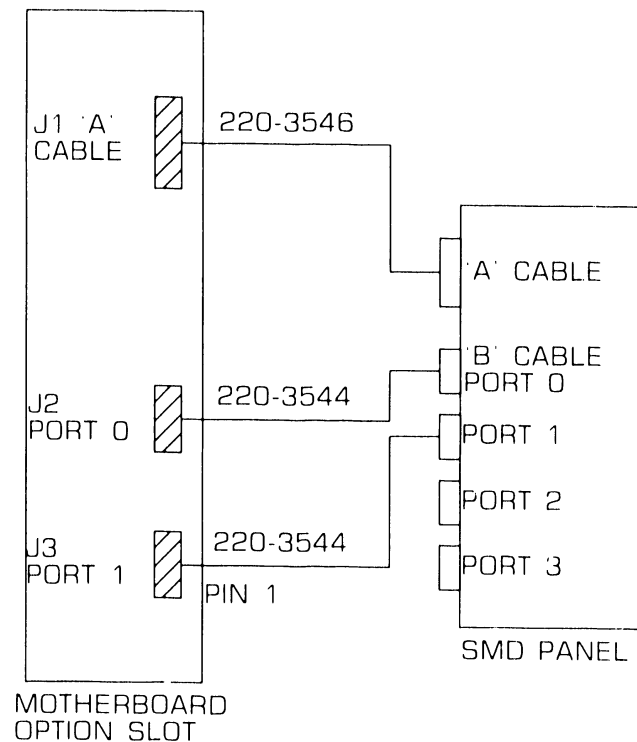 J1 'A'
CABLE
220-3546
'A' CABLE
'B' CABLE
PORT 0
J2
PORT 0
220-3544
PORT 1
PORT 2
J3
PORT 1
220-3544
PIN 1
PORT 3
SMD PANEL
MOTHERBOARD
OPTION SLOT